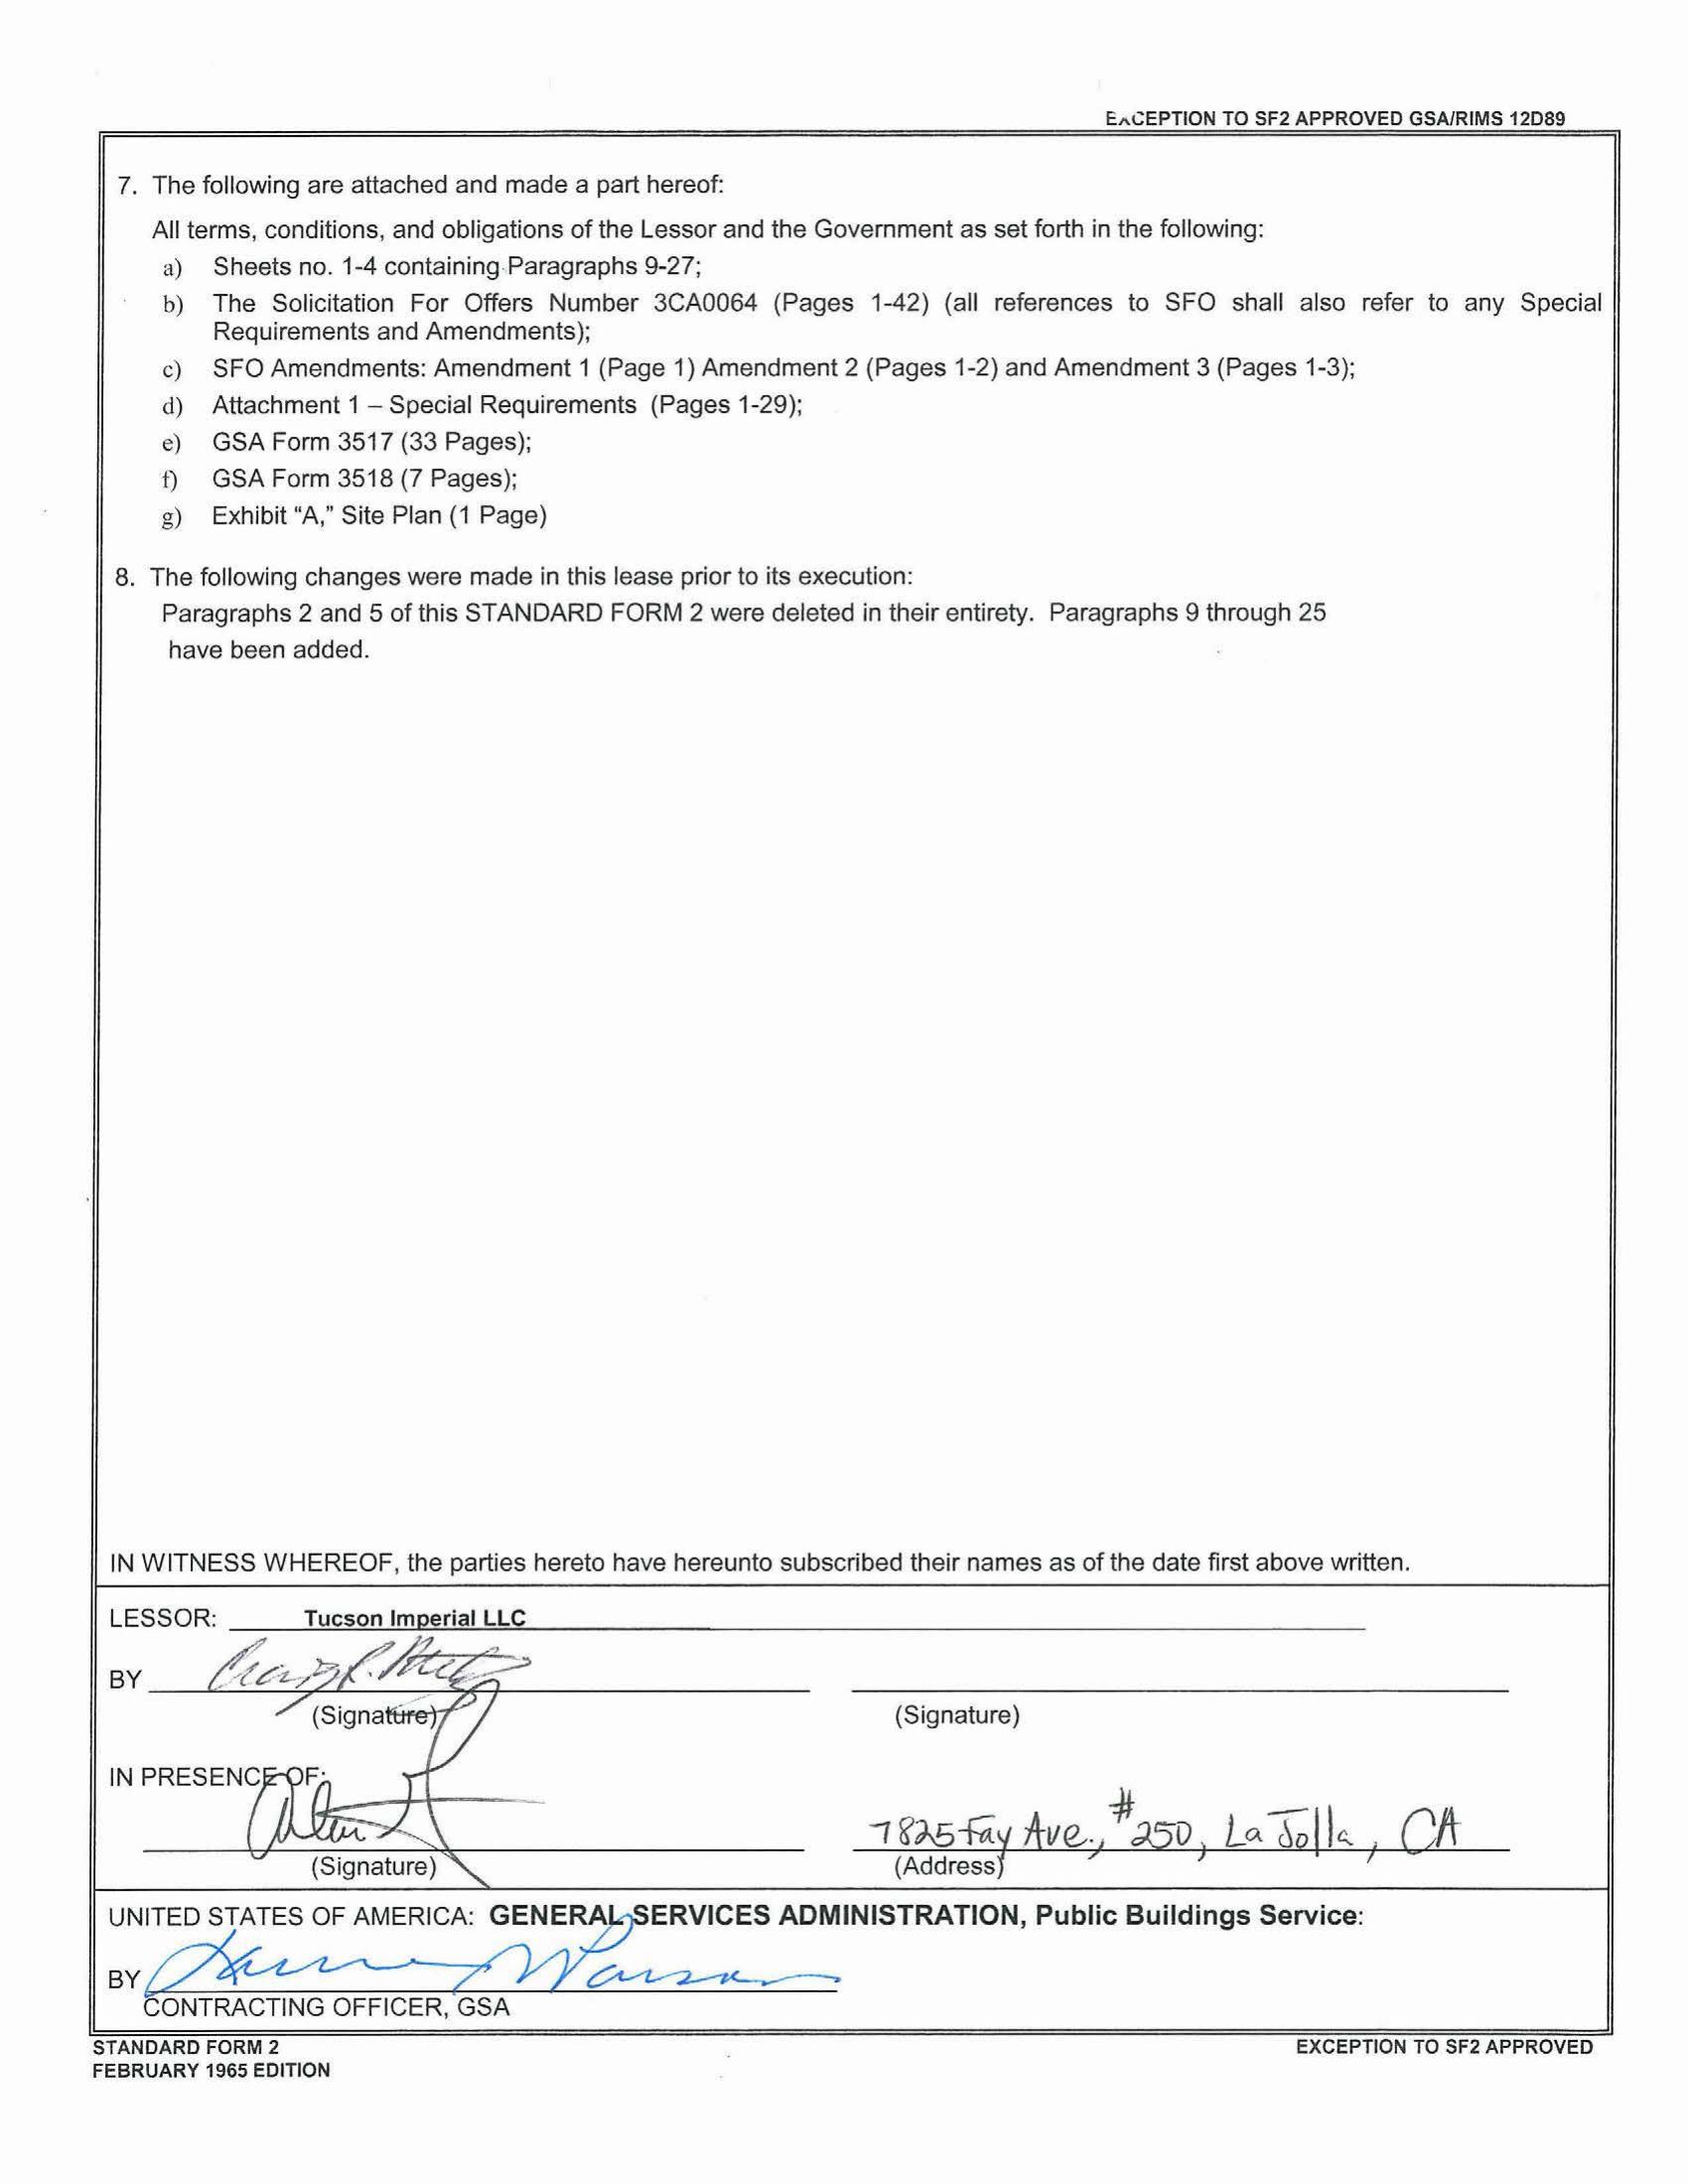 EXCEPTION TO SF2 APPROVED GSA/RIMS 12D89
7. The following are attached and made a part hereof:
All terms, conditions, and obligations of the Lessor and the Government as set forth in the following:
a) Sheets no. 1-4 containing Paragraphs 9-27;
b) The Solicitation For Offers Number 3CA0064 (Pages 1-42) (all references to SFO shall also refer to any Special
Requirements and Amendments);
c) SFO Amendments: Amendment 1 (Page 1) Amendment 2 (Pages 1-2) and Amendment 3 (Pages 1-3);
d) Attachment 1 – Special Requirements (Pages 1-29);
e) GSA Form 3517 (33 Pages);
f) GSA Form 3518 (7 Pages);
g) Exhibit “A,” Site Plan (1 Page)
8. The following changes were made in this lease prior to its execution:
Paragraphs 2 and 5 of this STANDARD FORM 2 were deleted in their entirety. Paragraphs 9 through 25
have been added.
IN WITNESS WHEREOF, the parties hereto have hereunto subscribed their names as of the date first above written.
LESSOR: Tucson Imperial LLC
BY
(Signature) (Signature)
IN PRESENCE OF:
7825 Fay Ave., #250, La Jolla, CA
(Signature) (Address)
UNITED STATES OF AMERICA: GENERAL SERVICES ADMINISTRATION, Public Buildings Service:
BY
CONTRACTING OFFICER, GSA
STANDARD FORM 2 EXCEPTION TO SF2 APPROVED
FEBRUARY 1965 EDITION